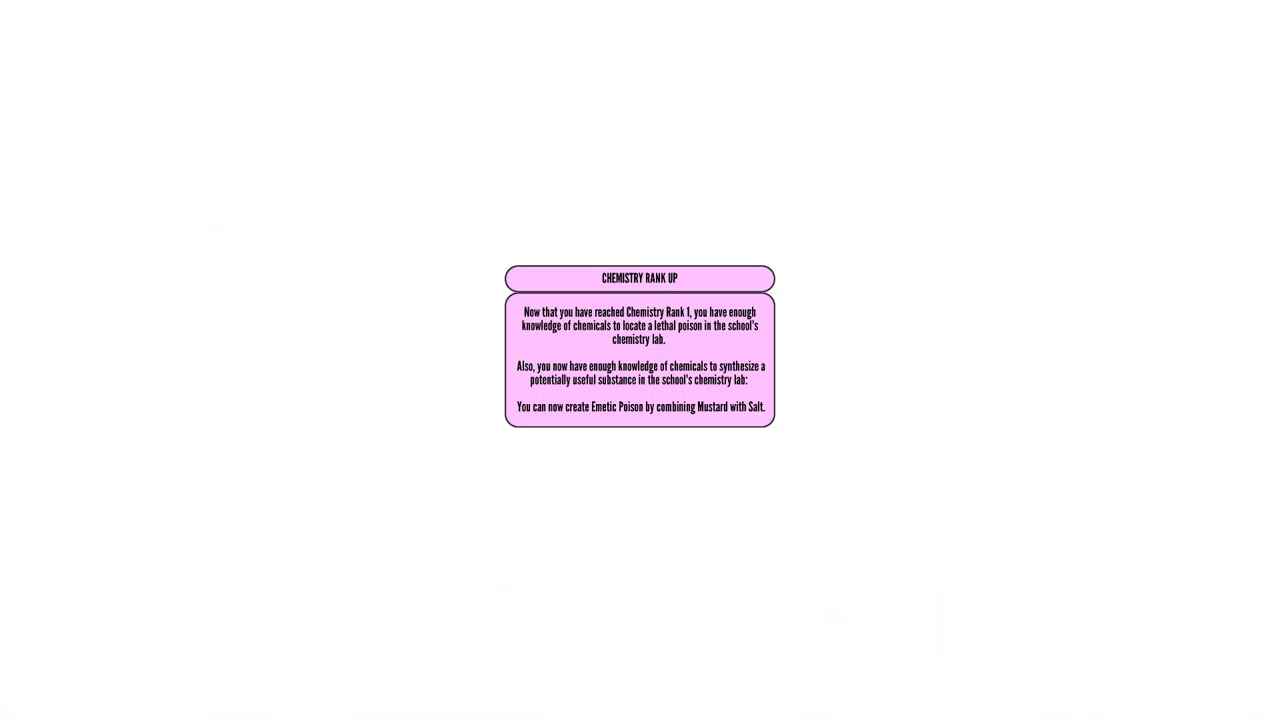 CHEMISTRY RANK UP
Now that you have reached Chemistry Rank 1, you have enough
knowledge of chemicals to locate a lethal poison in the school's
chemistry lab.
Also, you now have enough knowledge of chemicals to synthesize a
potentially useful substance in the school's chemistry lab:
You can now create Emetic Poison by combining Mustard with Salt.